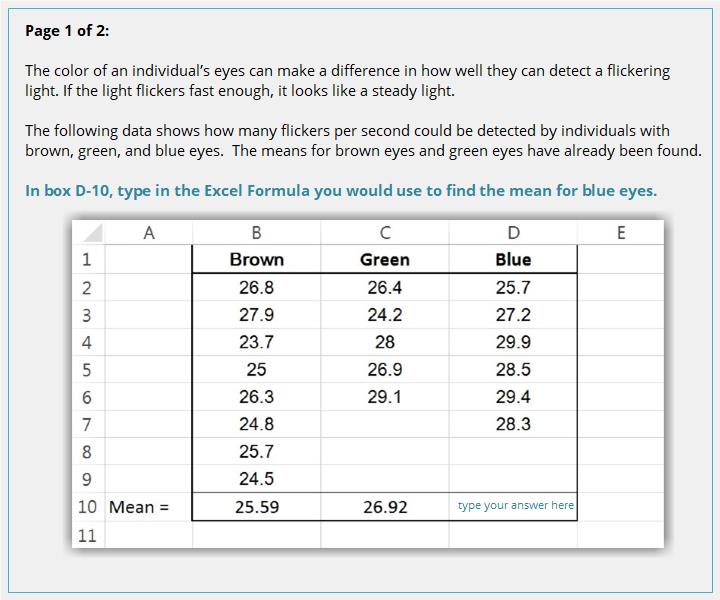 Page 1 of 2:
The color of an individual’s eyes can make a difference in how well they can detect a flickering
light. If the light flickers fast enough, it looks like a steady light.
The following data shows how many flickers per second could be detected by individuals with
brown, green, and blue eyes.  The means for brown eyes and green eyes have already been found.
In box D-10, type in the Excel Formula you would use to find the mean for blue eyes.
A B C D E
1 Brown Green Blue
2 26.8 26.4 25.7
3 27.9 24.2 27.2
4 23.7 28 29.9
5 25 26.9 28.5
6 26.3 29.1 29.4
7 24.8 28.3
8 25.7
9 24.5
10 Mean = 25.59 26.92 type your answer here
11